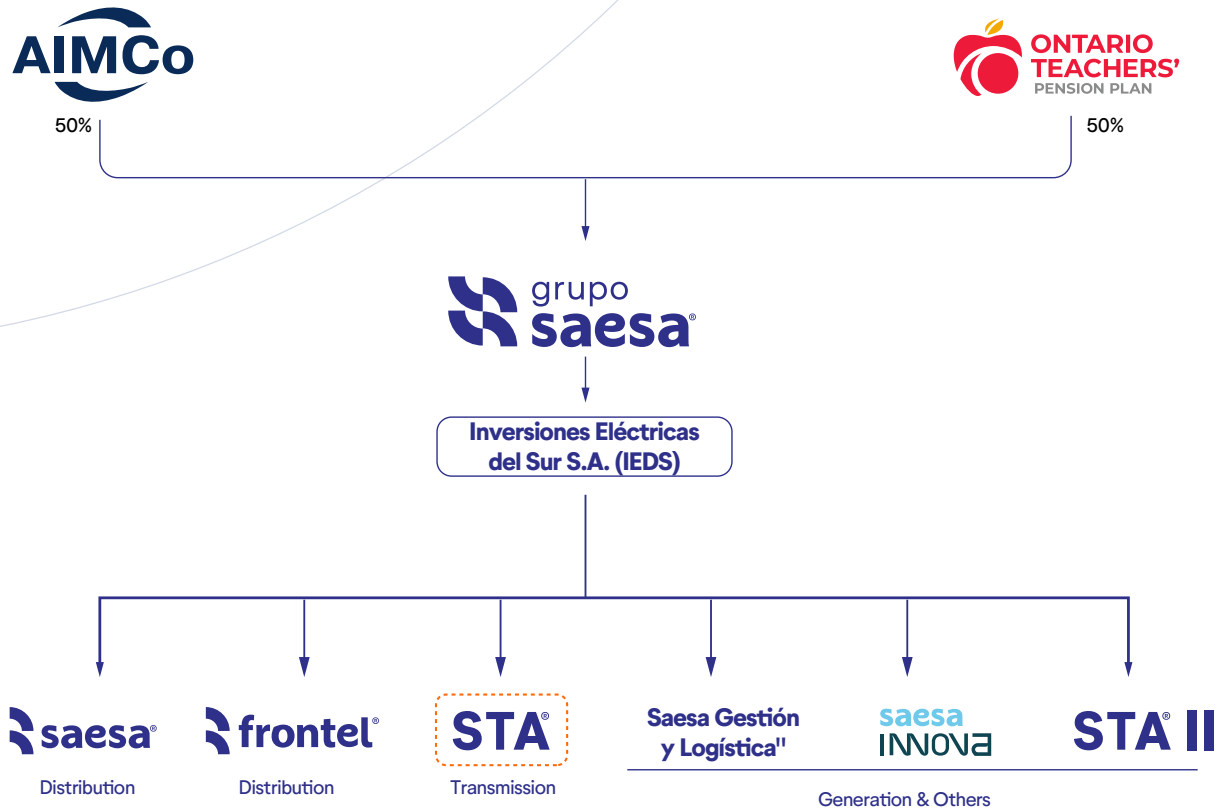 AIMCo
ONTARIO
TEACHERS'
PENSION PLAN
50%
50%
grupo
saesa®
Inversiones Eléctricas
del Sur S.A. (IEDS)
saesa®
frontel®
STA®
Saesa Gestión
y Logística"
saesa
INNOVA
STA® II
Distribution
Distribution
Transmission
Generation & Others